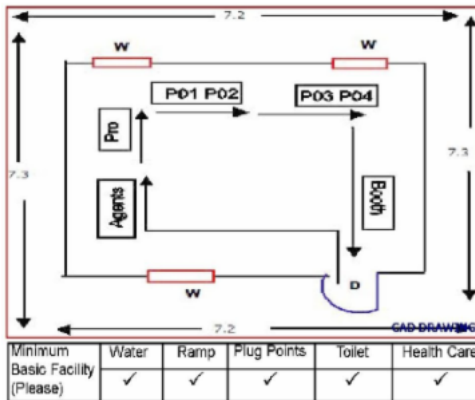 7.2
W
W
P01 P02
P03 P04
Pro
7.3
7.3
Agents
Booth
W
D
7.2
CAD DRAWING
Minimum Basic Facility (Please)
Water
Ramp
Plug Points
Toilet
Health Care
✓ ✓ ✓ ✓ ✓